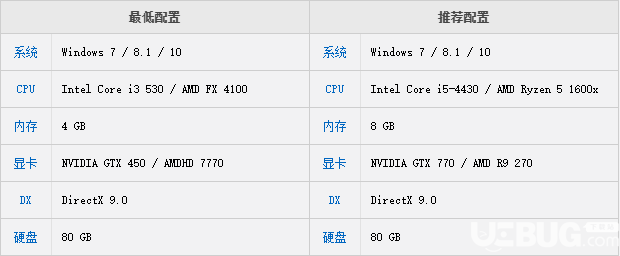 最低配置 推荐配置
系统 Windows 7 / 8.1 / 10 系统 Windows 7 / 8.1 / 10
CPU Intel Core i3 530 / AMD FX 4100 CPU Intel Core i5-4430 / AMD Ryzen 5 1600x
内存 4 GB 内存 8 GB
显卡 NVIDIA GTX 450 / AMDHD 7770 显卡 NVIDIA GTX 770 / AMD R9 270
DX DirectX 9.0 DX DirectX 9.0
硬盘 80 GB 硬盘 80 GB
UEBUG